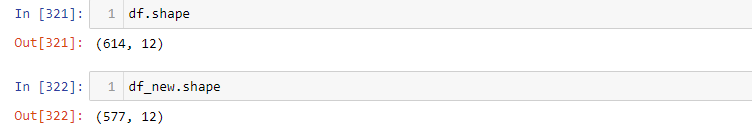 In [321]: 1 df.shape
Out[321]: (614, 12)
In [322]: 1 df_new.shape
Out[322]: (577, 12)